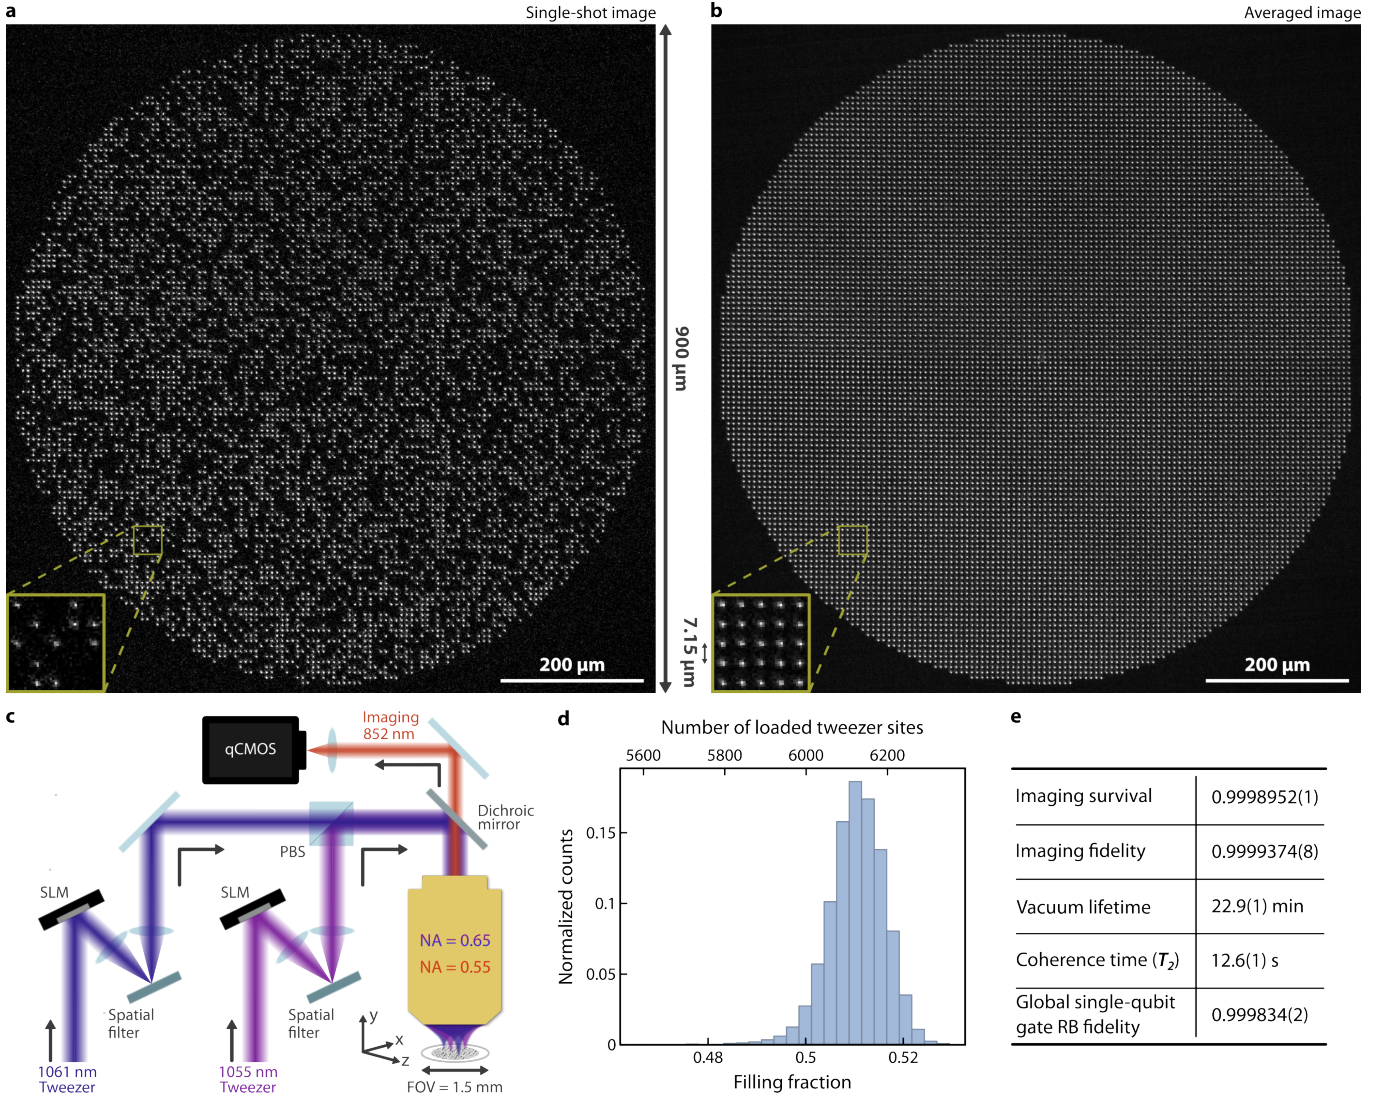 a
Single-shot image
b
Averaged image
900 µm
7.15 µm
200 µm
200 µm
c
Imaging
852 nm
qCMOS
Dichroic
mirror
PBS
SLM
SLM
NA = 0.65
NA = 0.55
Spatial
filter
Spatial
filter
y
x
z
1061 nm
Tweezer
1055 nm
Tweezer
FOV = 1.5 mm
d
Number of loaded tweezer sites
5600 5800 6000 6200
Normalized counts
0.15
0.1
0.05
0
0.48 0.5 0.52
Filling fraction
e
Imaging survival 0.9998952(1)
Imaging fidelity 0.9999374(8)
Vacuum lifetime 22.9(1) min
Coherence time (T2) 12.6(1) s
Global single-qubit
gate RB fidelity 0.999834(2)